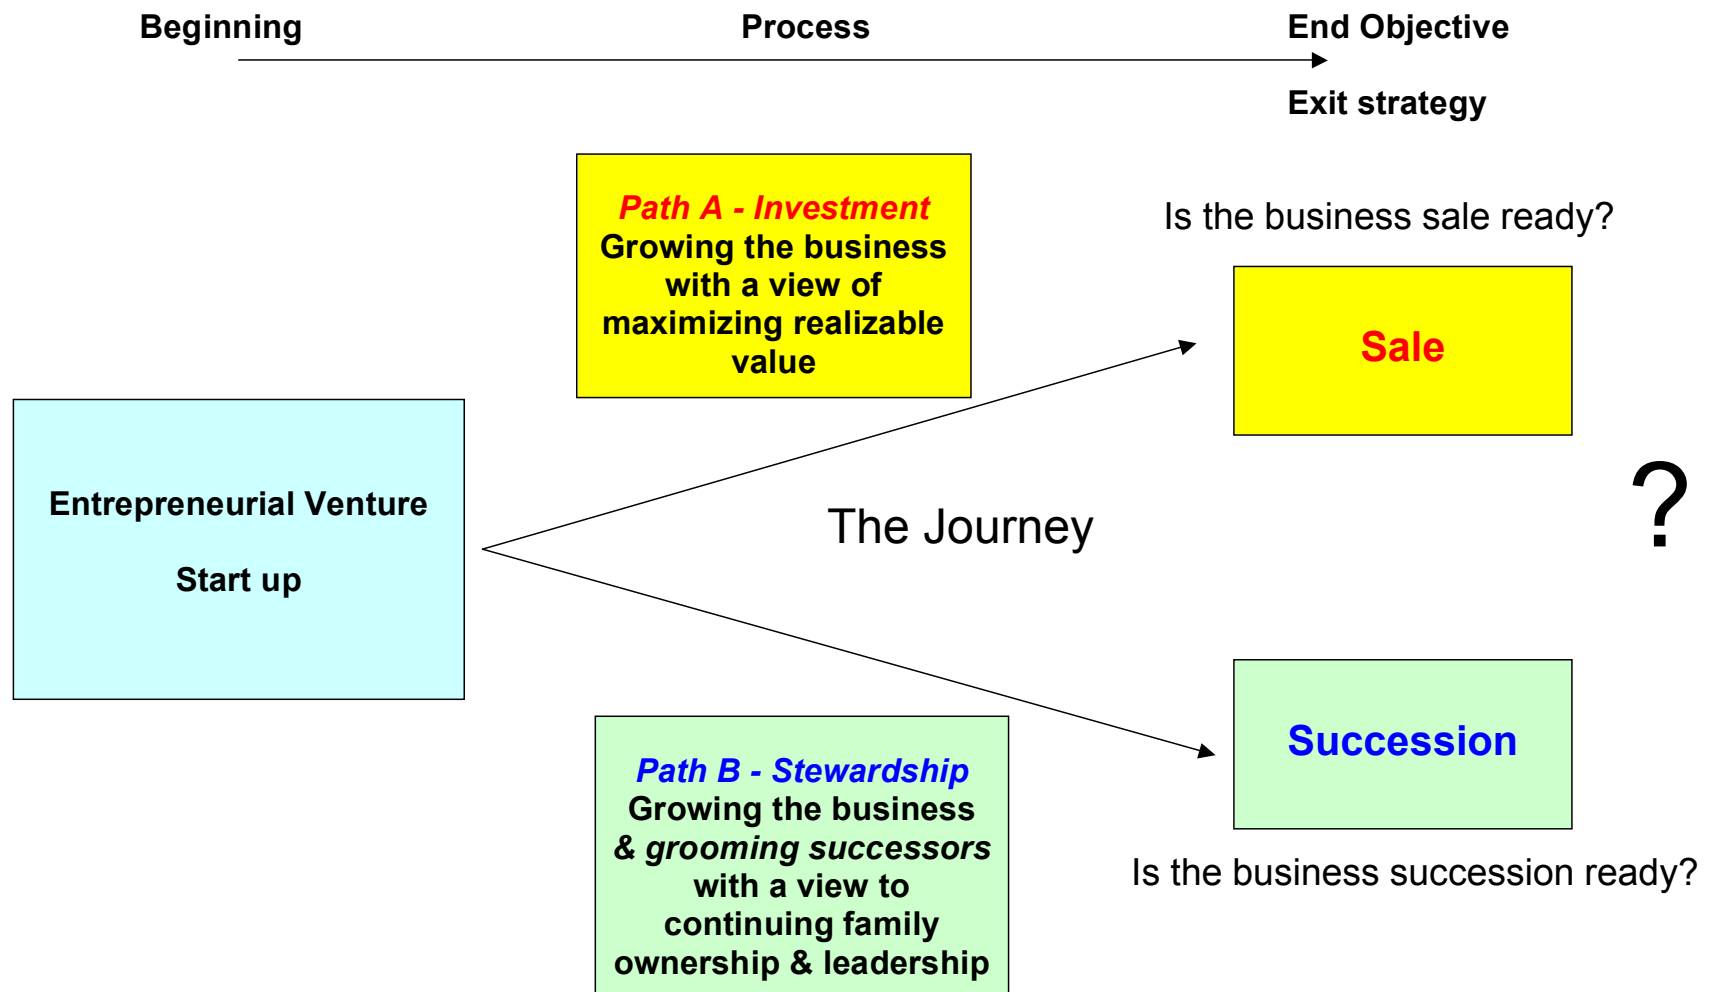 Beginning
Process
End Objective
Exit strategy
Path A - Investment
Growing the business
with a view of
maximizing realizable
value
Is the business sale ready?
Sale
Entrepreneurial Venture
Start up
The Journey
?
Path B - Stewardship
Growing the business
& grooming successors
with a view to
continuing family
ownership & leadership
Succession
Is the business succession ready?